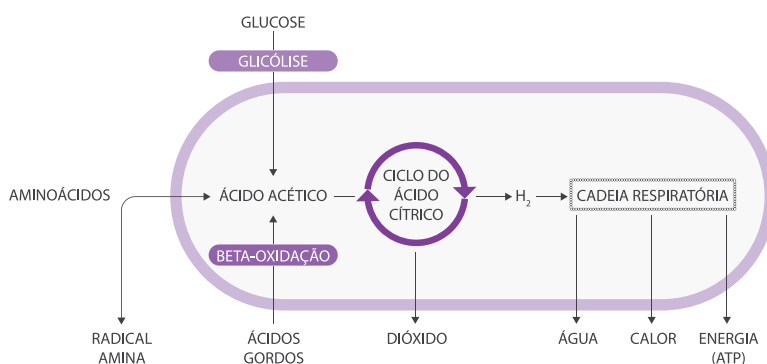 GLUCOSE
GLICÓLISE
AMINOÁCIDOS
ÁCIDO ACÉTICO
CICLO DO
ÁCIDO
CÍTRICO
H2
CADEIA RESPIRATÓRIA
BETA-OXIDAÇÃO
RADICAL
AMINA
ÁCIDOS
GORDOS
DIÓXIDO
ÁGUA
CALOR
ENERGIA
(ATP)